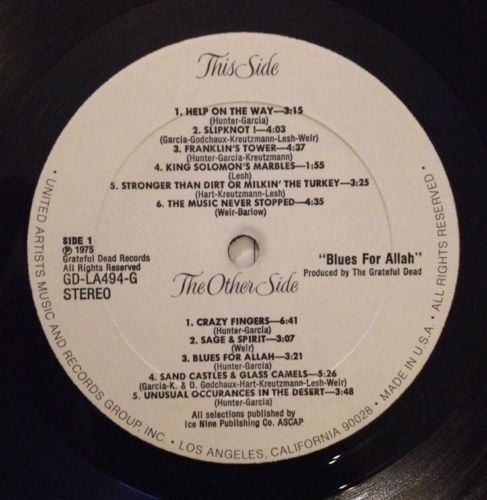 This Side
1. HELP ON THE WAY—3:15
(Hunter-Garcia)
2. SLIPKNOT !—4:03
(Garcia-Godchaux-Kreutzmann-Lesh-Weir)
3. FRANKLIN'S TOWER—4:37
(Hunter-Garcia-Kreutzmann)
4. KING SOLOMON'S MARBLES—1:55
(Lesh)
5. STRONGER THAN DIRT OR MILKIN' THE TURKEY—3:25
(Hart-Kreutzmann-Lesh)
6. THE MUSIC NEVER STOPPED—4:35
(Weir-Barlow)
SIDE 1
℗ 1975
Grateful Dead Records
All Rights Reserved
GD-LA494-G
STEREO
"Blues For Allah"
Produced by The Grateful Dead
The Other Side
1. CRAZY FINGERS—6:41
(Hunter-Garcia)
2. SAGE & SPIRIT—3:07
(Weir)
3. BLUES FOR ALLAH—3:21
(Hunter-Garcia)
4. SAND CASTLES & GLASS CAMELS—5:26
(Garcia-K. & D. Godchaux-Hart-Kreutzmann-Lesh-Weir)
5. UNUSUAL OCCURANCES IN THE DESERT—3:48
(Hunter-Garcia)
All selections published by
Ice Nine Publishing Co. ASCAP
• UNITED ARTISTS MUSIC AND RECORDS GROUP, INC. • LOS ANGELES, CALIFORNIA 90028 • MADE IN U.S.A. • ALL RIGHTS RESERVED •